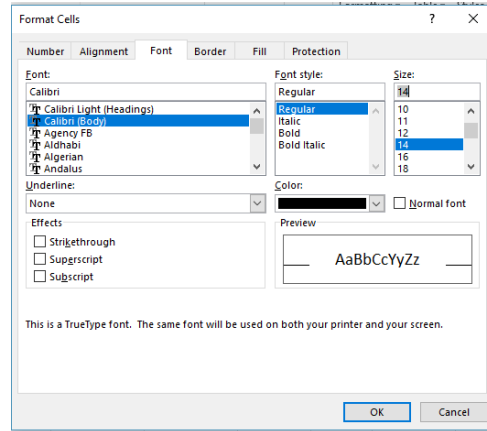 Format Cells ? X
Number Alignment Font Border Fill Protection
Font: Font style: Size:
Calibri Regular 14
Calibri Light (Headings) Regular 10
Calibri (Body) Italic 11
Agency FB Bold 12
Aldhabi Bold Italic 14
Algerian 16
Andalus 18
Underline: Color:
None Normal font
Effects Preview
Strikethrough
Superscript AaBbCcYyZz
Subscript
This is a TrueType font. The same font will be used on both your printer and your screen.
OK Cancel